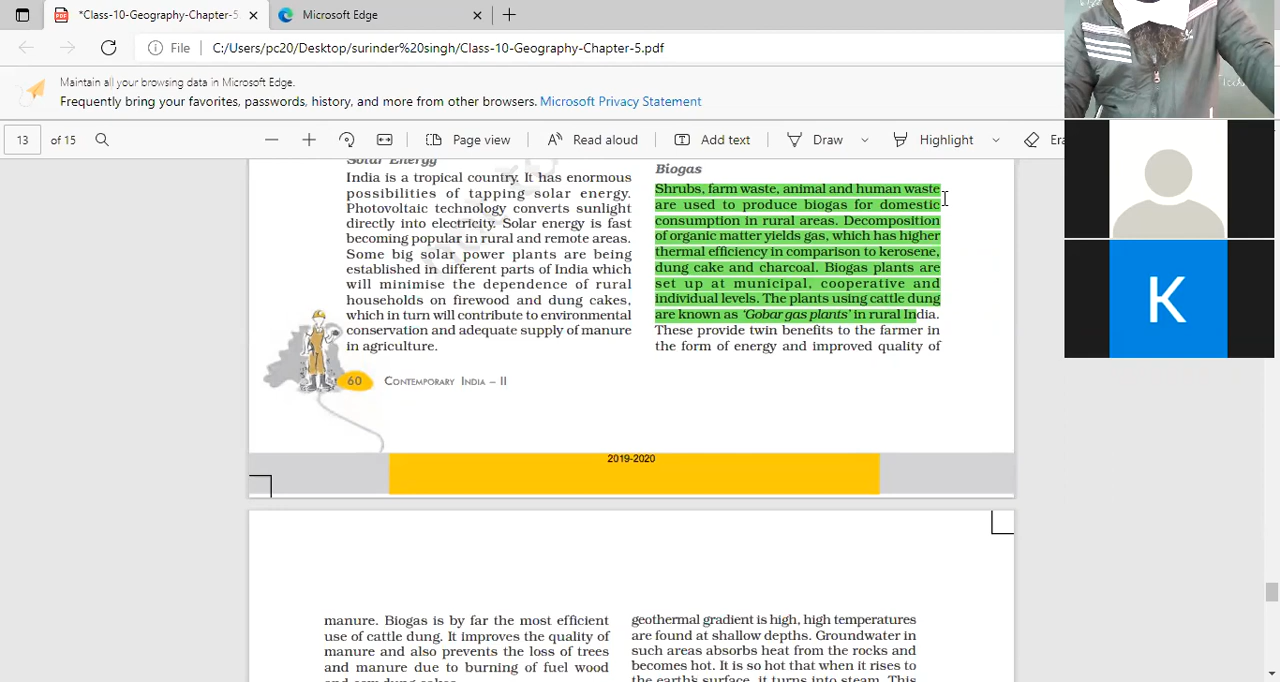 *Class-10-Geography-Chapter-5
Microsoft Edge
File C:/Users/pc20/Desktop/surinder%20singh/Class-10-Geography-Chapter-5.pdf
Maintain all your browsing data in Microsoft Edge.
Frequently bring your favorites, passwords, history, and more from other browsers. Microsoft Privacy Statement
13 of 15
Page view
Read aloud
Add text
Draw
Highlight
Era
Solar Energy
India is a tropical country. It has enormous
possibilities of tapping solar energy.
Photovoltaic technology converts sunlight
directly into electricity. Solar energy is fast
becoming popular in rural and remote areas.
Some big solar power plants are being
established in different parts of India which
will minimise the dependence of rural
households on firewood and dung cakes,
which in turn will contribute to environmental
conservation and adequate supply of manure
in agriculture.
Biogas
Shrubs, farm waste, animal and human waste
are used to produce biogas for domestic
consumption in rural areas. Decomposition
of organic matter yields gas, which has higher
thermal efficiency in comparison to kerosene,
dung cake and charcoal. Biogas plants are
set up at municipal, cooperative and
individual levels. The plants using cattle dung
are known as ‘Gobar gas plants’ in rural India.
These provide twin benefits to the farmer in
the form of energy and improved quality of
60 CONTEMPORARY INDIA – II
2019-2020
manure. Biogas is by far the most efficient
use of cattle dung. It improves the quality of
manure and also prevents the loss of trees
and manure due to burning of fuel wood
and cow dung cakes.
geothermal gradient is high, high temperatures
are found at shallow depths. Groundwater in
such areas absorbs heat from the rocks and
becomes hot. It is so hot that when it rises to
the earth's surface, it turns into steam. This
K